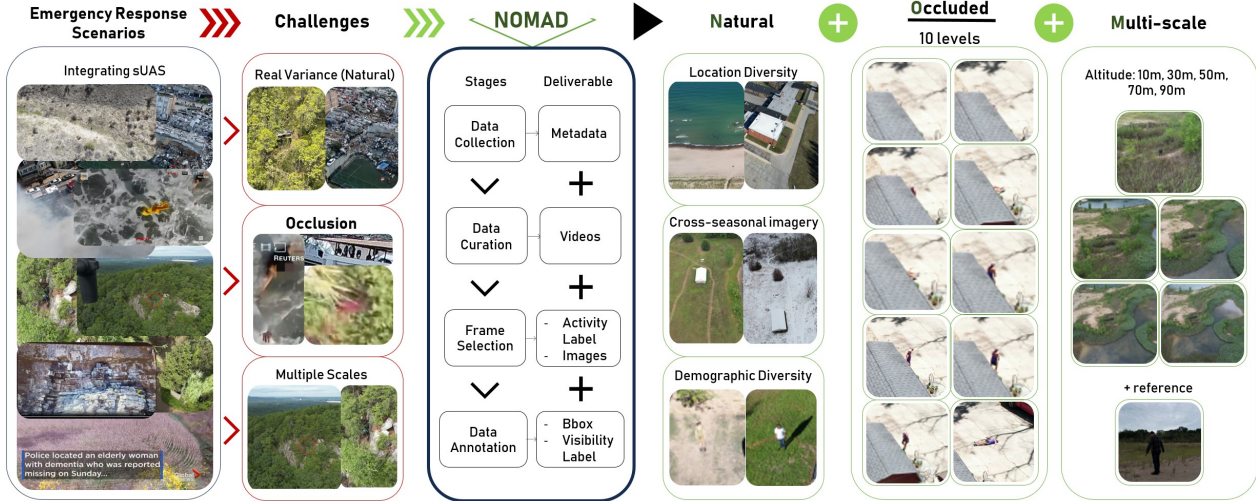 Emergency Response
Scenarios
Integrating sUAS
Police located an elderly woman
with dementia who was reported
missing on Sunday...
Challenges
Real Variance (Natural)
Occlusion
REUTERS
Multiple Scales
NOMAD
Stages
Deliverable
Data
Collection
Metadata
Data
Curation
Videos
Frame
Selection
- Activity
Label
- Images
Data
Annotation
- Bbox
- Visibility
Label
Natural
Location Diversity
Cross-seasonal imagery
Demographic Diversity
Occluded
10 levels
Multi-scale
Altitude: 10m, 30m, 50m,
70m, 90m
+ reference